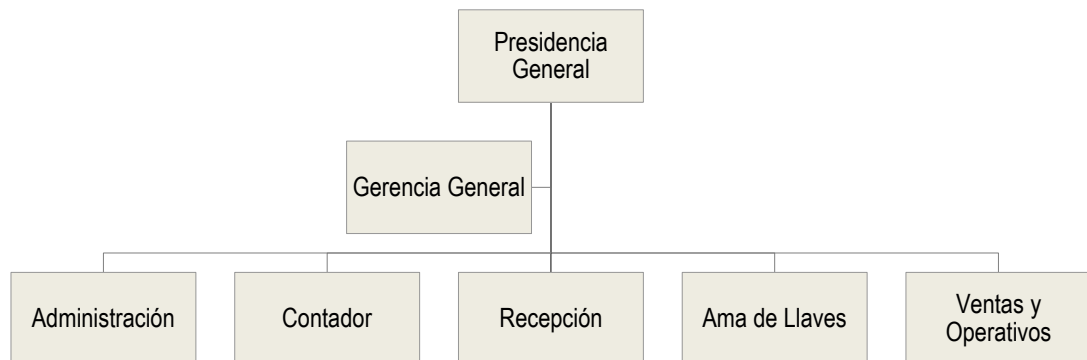 Presidencia
General
Gerencia General
Administración
Contador
Recepción
Ama de Llaves
Ventas y
Operativos